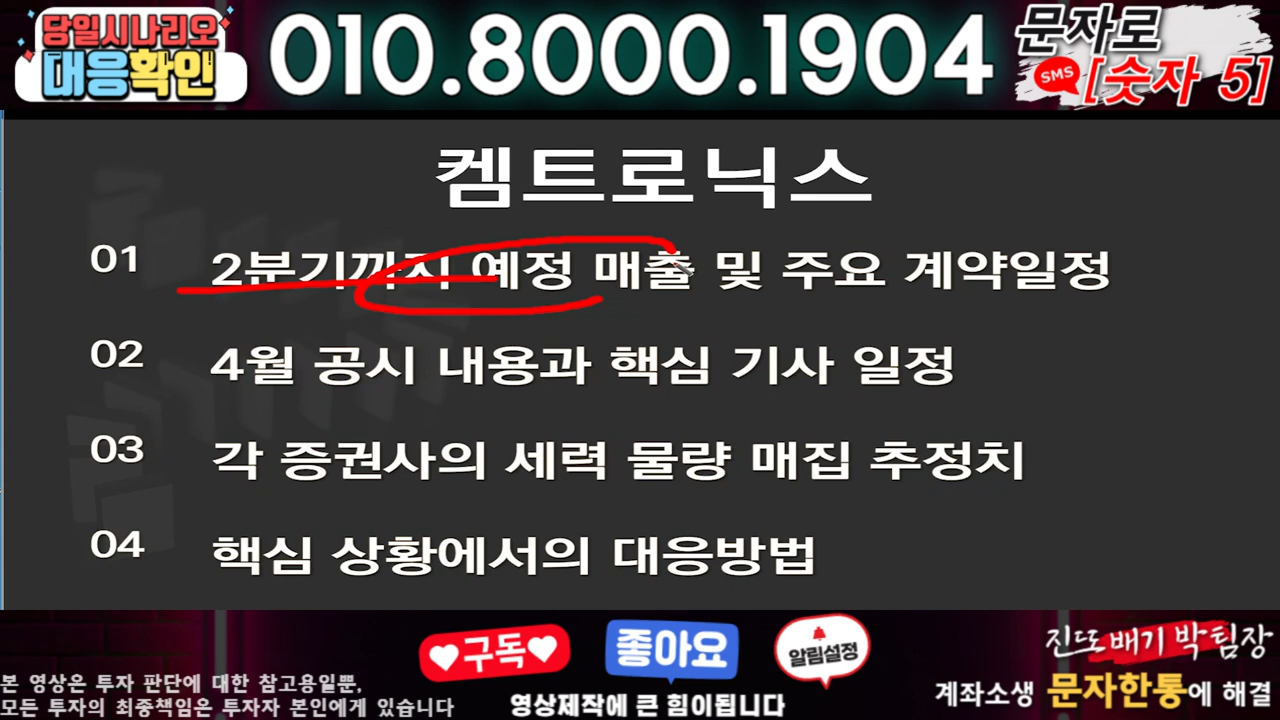 당일시나리오
대응확인
010.8000.1904
문자로
SMS [숫자 5]
켐트로닉스
01 2분기까지 예정 매출 및 주요 계약일정
02 4월 공시 내용과 핵심 기사 일정
03 각 증권사의 세력 물량 매집 추정치
04 핵심 상황에서의 대응방법
구독
좋아요
알림설정
영상제작에 큰 힘이됩니다
본 영상은 투자 판단에 대한 참고용일뿐,
모든 투자의 최종책임은 투자자 본인에게 있습니다
진또배기 박팀장
계좌소생 문자한통에 해결